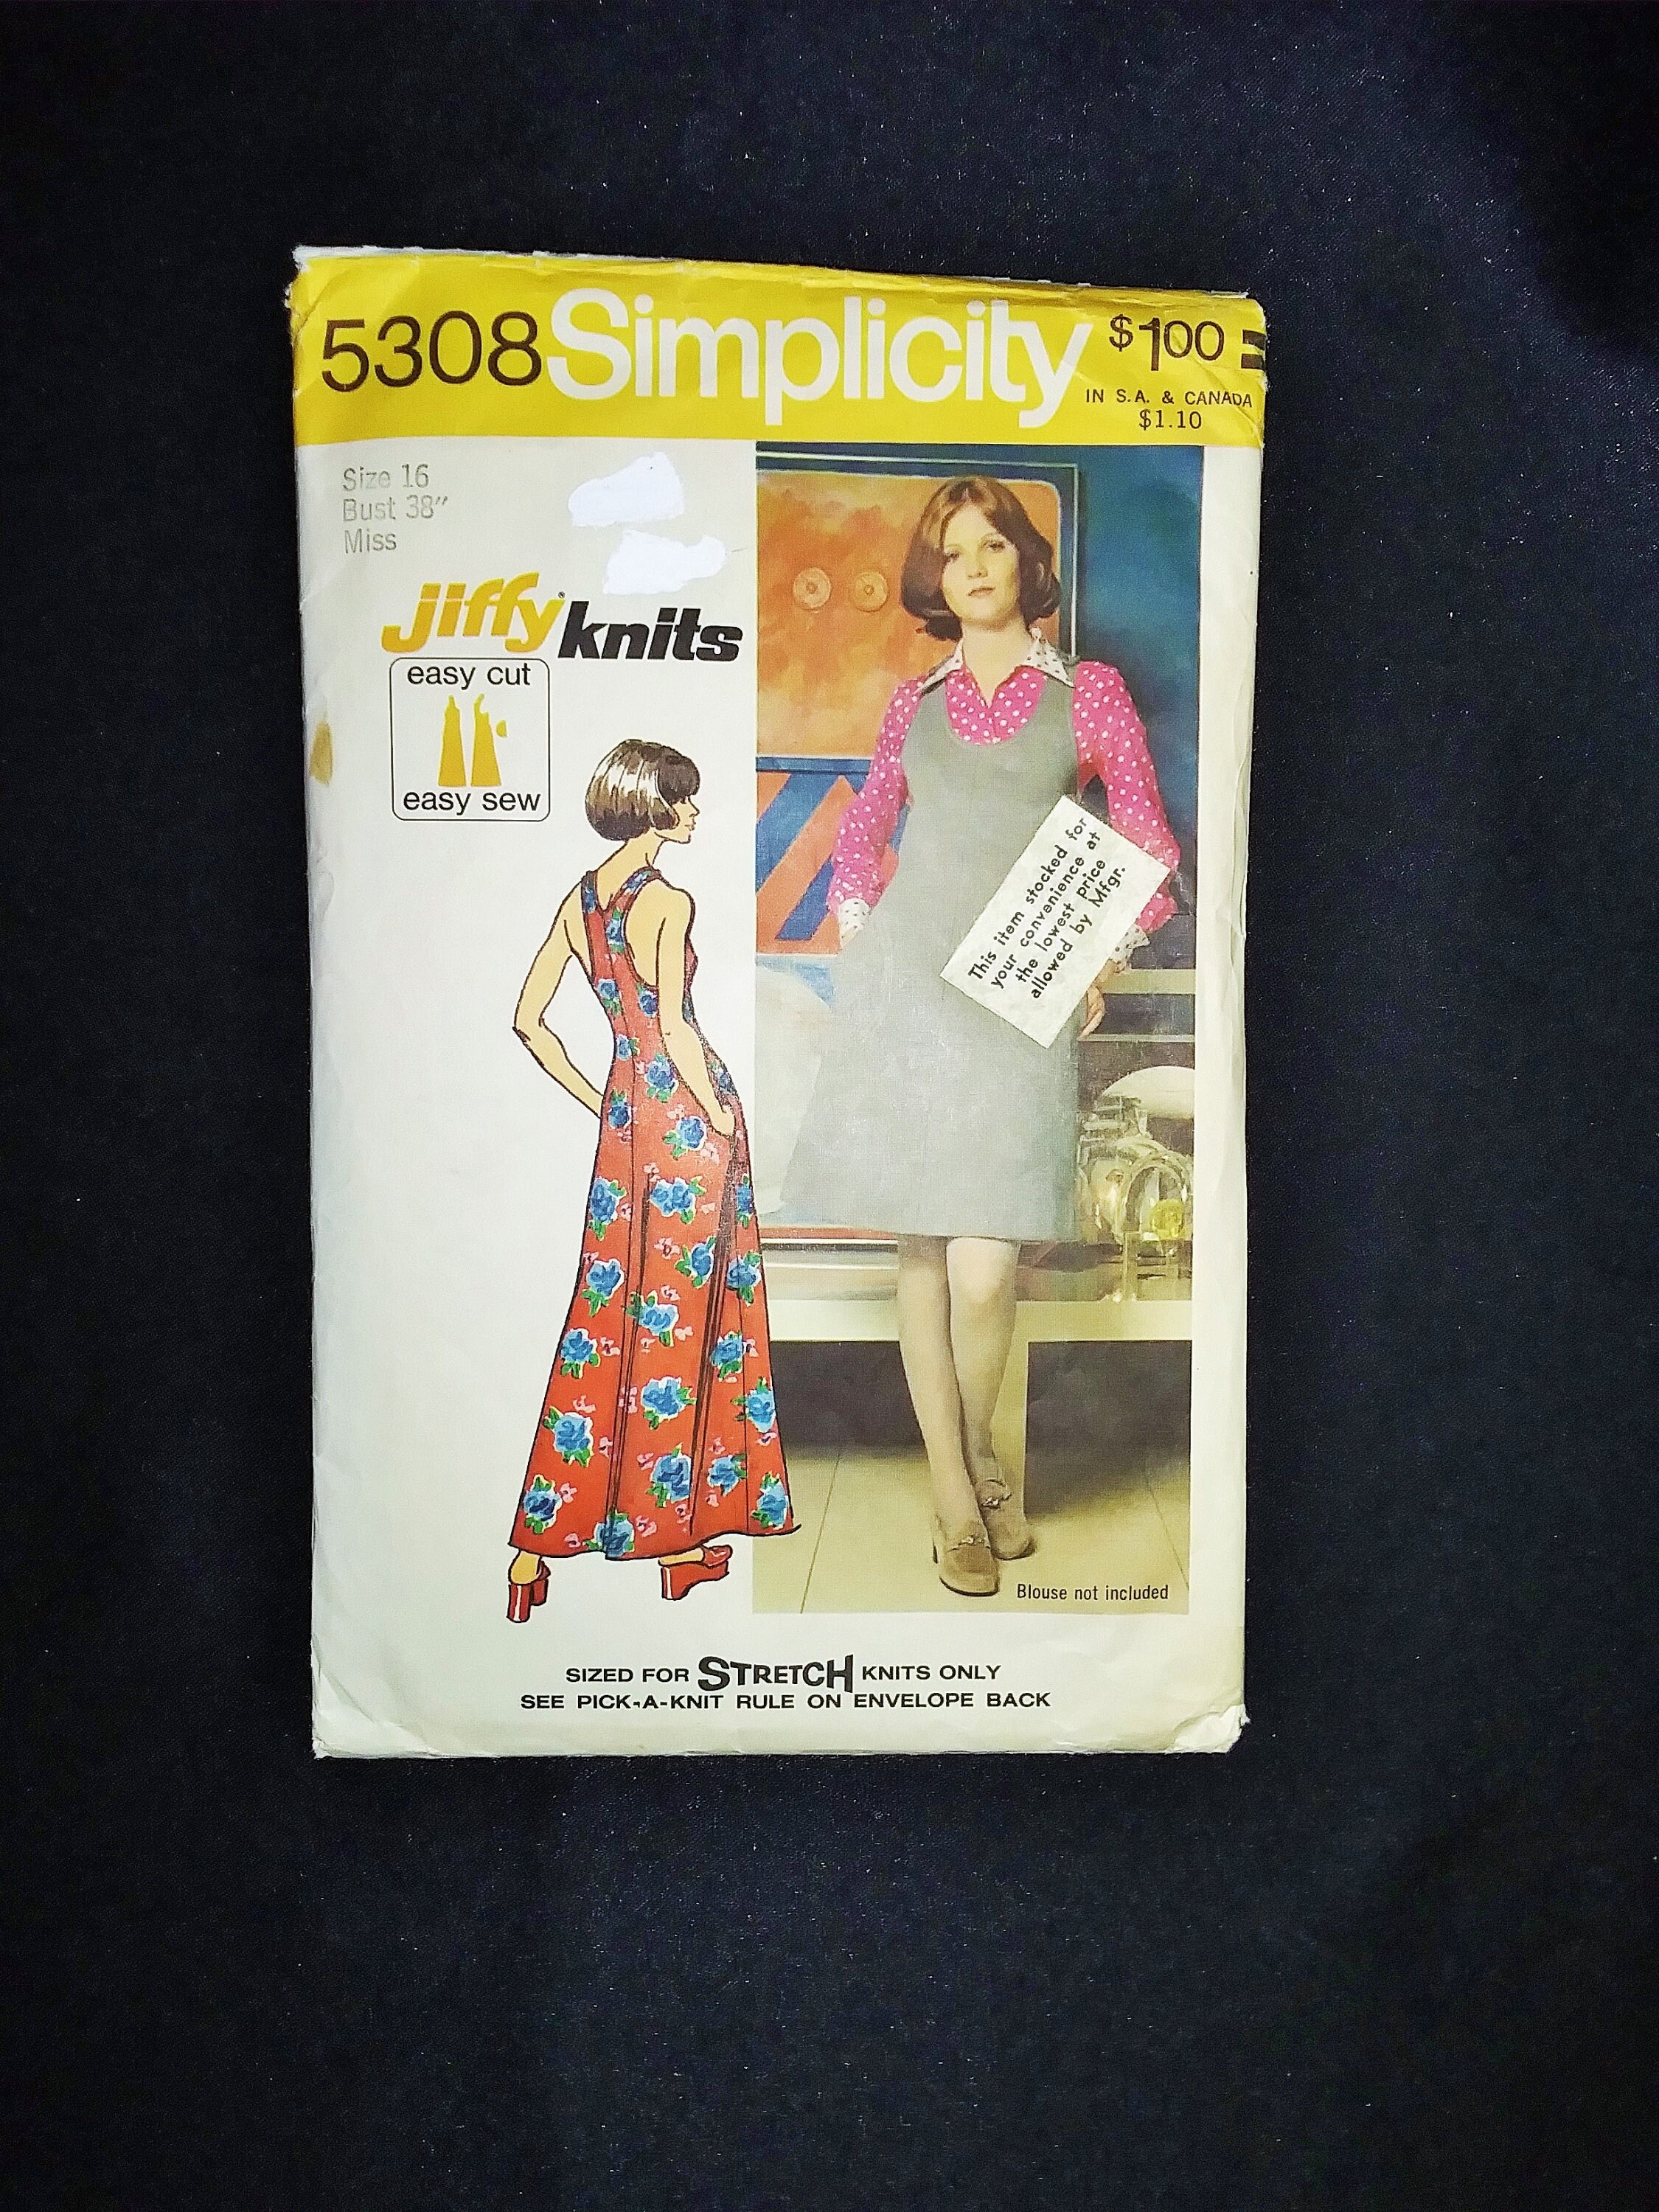 5308 Simplicity $1.00
IN S.A. & CANADA
$1.10
Size 16
Bust 38"
Miss
jiffy® knits
easy cut
easy sew
This item stocked for
your convenience at
the lowest price
allowed by Mfgr.
Blouse not included
SIZED FOR STRETCH KNITS ONLY
SEE PICK-A-KNIT RULE ON ENVELOPE BACK